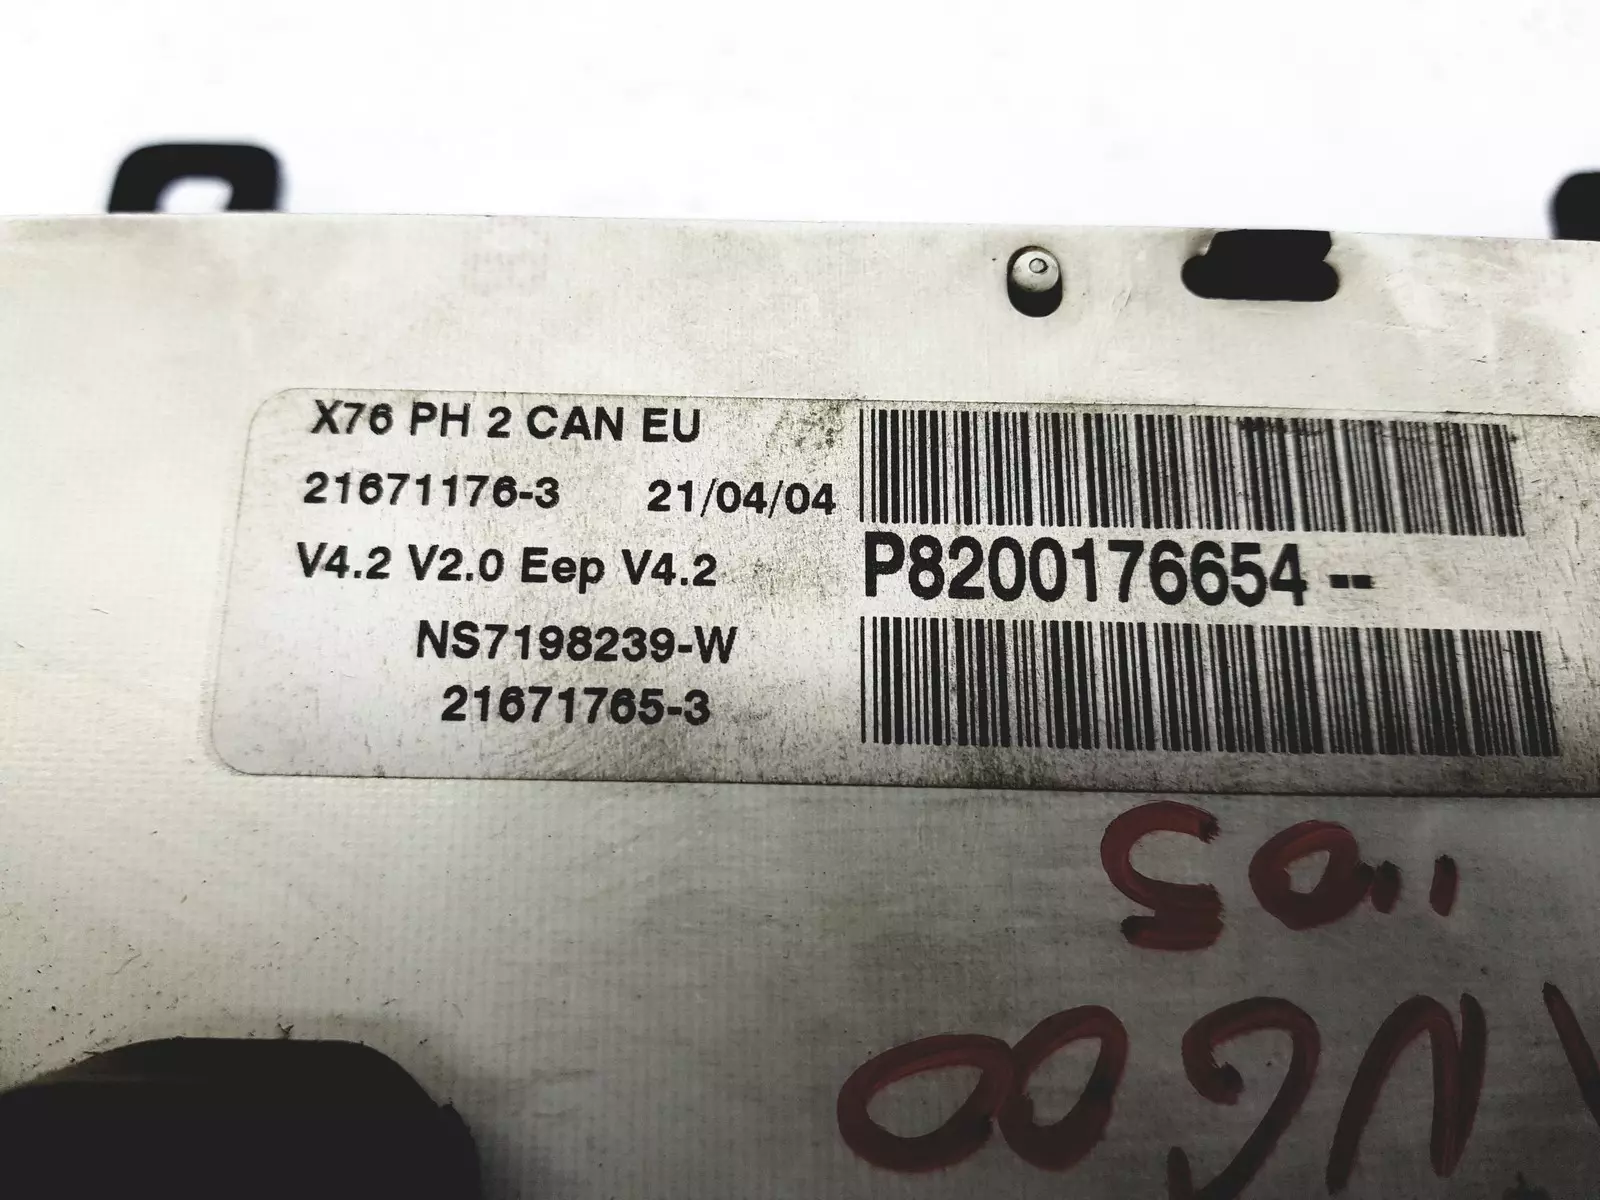 X76 PH 2 CAN EU
21671176-3 21/04/04
V4.2 V2.0 Eep V4.2
NS7198239-W
21671765-3
P8200176654--